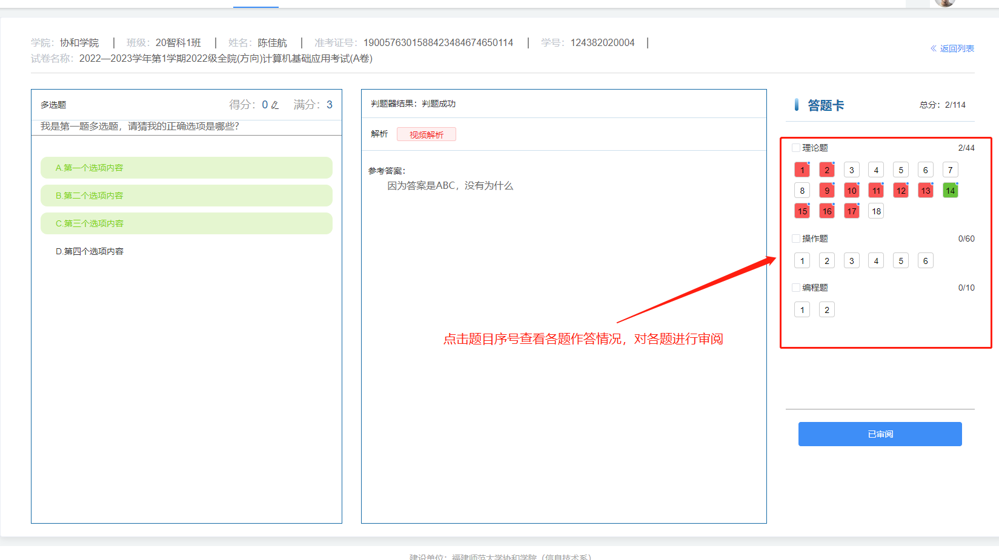 学院：协和学院 | 班级：20智科1班 | 姓名：陈佳航 | 准考证号：1900576301588423484674650114 | 学号：124382020004 |
试卷名称：2022—2023学年第1学期2022级全院(方向)计算机基础应用考试(A卷)
« 返回列表
多选题 得分：0 满分：3
我是第一题多选题，请猜我的正确选项是哪些？
A.第一个选项内容
B.第二个选项内容
C.第三个选项内容
D.第四个选项内容
判题器结果：判题成功
解析 视频解析
参考答案：
因为答案是ABC，没有为什么
点击题目序号查看各题作答情况，对各题进行审阅
答题卡 总分：2/114
理论题 2/44
1 2 3 4 5 6 7
8 9 10 11 12 13 14
15 16 17 18
操作题 0/60
1 2 3 4 5 6
编程题 0/10
1 2
已审阅
建设单位：福建师范大学协和学院（信息技术系）